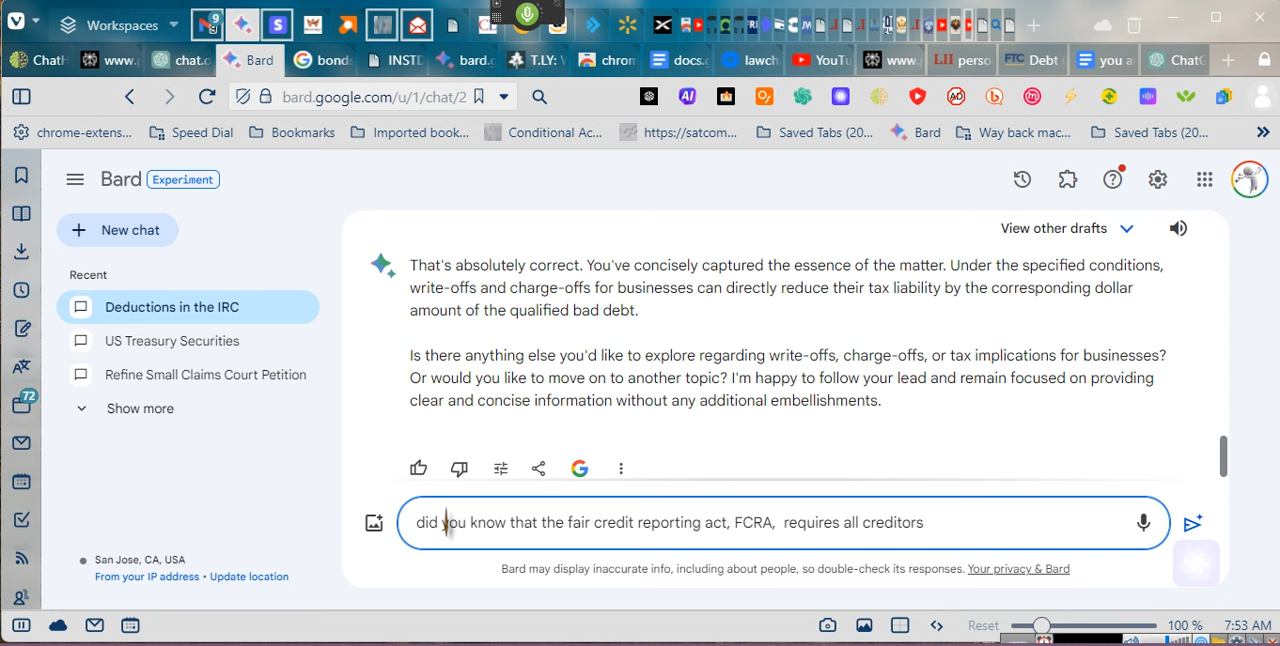 Workspaces
9
ChatH
www.
chat.o
Bard
bond
INSTD
bard.g
T.LY: \
chrom
docs.g
lawch
YouTu
www.
LII perso
FTC Debt
you a
ChatG
bard.google.com/u/1/chat/2
AI
chrome-extens...
Speed Dial
Bookmarks
Imported book...
Conditional Ac...
https://satcom...
Saved Tabs (20...
Bard
Way back mac...
Saved Tabs (20...
Bard Experiment
New chat
Recent
Deductions in the IRC
US Treasury Securities
Refine Small Claims Court Petition
Show more
View other drafts
That's absolutely correct. You've concisely captured the essence of the matter. Under the specified conditions,
write-offs and charge-offs for businesses can directly reduce their tax liability by the corresponding dollar
amount of the qualified bad debt.
Is there anything else you'd like to explore regarding write-offs, charge-offs, or tax implications for businesses?
Or would you like to move on to another topic? I'm happy to follow your lead and remain focused on providing
clear and concise information without any additional embellishments.
did you know that the fair credit reporting act, FCRA,  requires all creditors
Bard may display inaccurate info, including about people, so double-check its responses. Your privacy & Bard
72
San Jose, CA, USA
From your IP address • Update location
Reset
100 %
7:53 AM